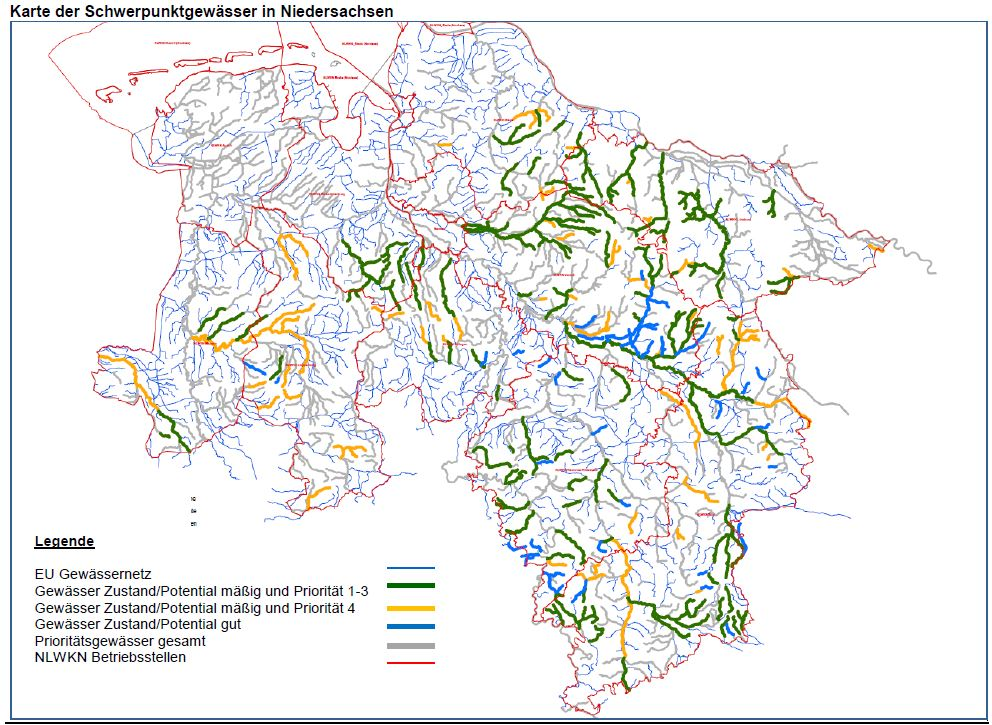 Karte der Schwerpunktgewässer in Niedersachsen
Legende
EU Gewässernetz
Gewässer Zustand/Potential mäßig und Priorität 1-3
Gewässer Zustand/Potential mäßig und Priorität 4
Gewässer Zustand/Potential gut
Prioritätsgewässer gesamt
NLWKN Betriebsstellen